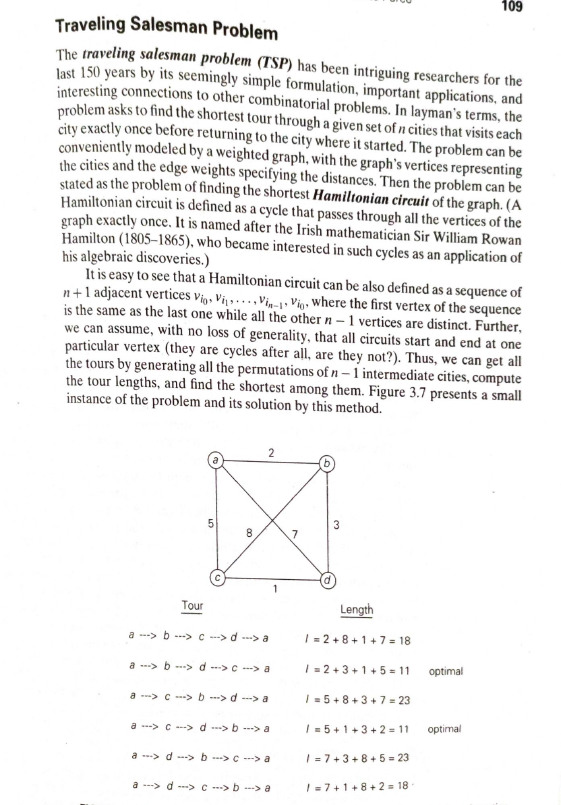 109
Traveling Salesman Problem
The traveling salesman problem (TSP) has been intriguing researchers for the
last 150 years by its seemingly simple formulation, important applications, and
interesting connections to other combinatorial problems. In layman's terms, the
problem asks to find the shortest tour through a given set of n cities that visits each
city exactly once before returning to the city where it started. The problem can be
conveniently modeled by a weighted graph, with the graph's vertices representing
the cities and the edge weights specifying the distances. Then the problem can be
stated as the problem of finding the shortest Hamiltonian circuit of the graph. (A
Hamiltonian circuit is defined as a cycle that passes through all the vertices of the
graph exactly once. It is named after the Irish mathematician Sir William Rowan
Hamilton (1805–1865), who became interested in such cycles as an application of
his algebraic discoveries.)
It is easy to see that a Hamiltonian circuit can be also defined as a sequence of
n + 1 adjacent vertices v_{i_0}, v_{i_1}, . . . , v_{i_{n-1}}, v_{i_0}, where the first vertex of the sequence
is the same as the last one while all the other n − 1 vertices are distinct. Further,
we can assume, with no loss of generality, that all circuits start and end at one
particular vertex (they are cycles after all, are they not?). Thus, we can get all
the tours by generating all the permutations of n − 1 intermediate cities, compute
the tour lengths, and find the shortest among them. Figure 3.7 presents a small
instance of the problem and its solution by this method.
a 2 b
5 8 7 3
c 1 d
Tour Length
a ---> b ---> c ---> d ---> a l = 2 + 8 + 1 + 7 = 18
a ---> b ---> d ---> c ---> a l = 2 + 3 + 1 + 5 = 11 optimal
a ---> c ---> b ---> d ---> a l = 5 + 8 + 3 + 7 = 23
a ---> c ---> d ---> b ---> a l = 5 + 1 + 3 + 2 = 11 optimal
a ---> d ---> b ---> c ---> a l = 7 + 3 + 8 + 5 = 23
a ---> d ---> c ---> b ---> a l = 7 + 1 + 8 + 2 = 18